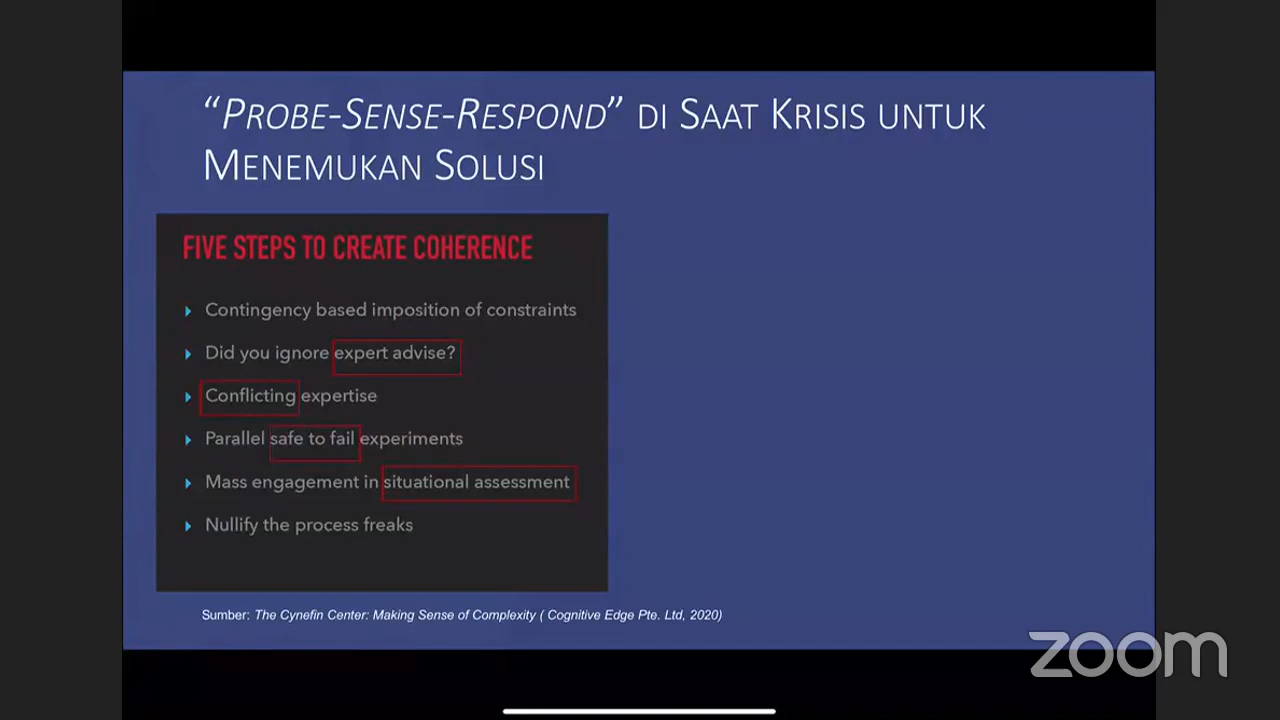 “PROBE-SENSE-RESPOND” DI SAAT KRISIS UNTUK
MENEMUKAN SOLUSI
FIVE STEPS TO CREATE COHERENCE
Contingency based imposition of constraints
Did you ignore expert advise?
Conflicting expertise
Parallel safe to fail experiments
Mass engagement in situational assessment
Nullify the process freaks
Sumber: The Cynefin Center: Making Sense of Complexity ( Cognitive Edge Pte. Ltd, 2020)
zoom